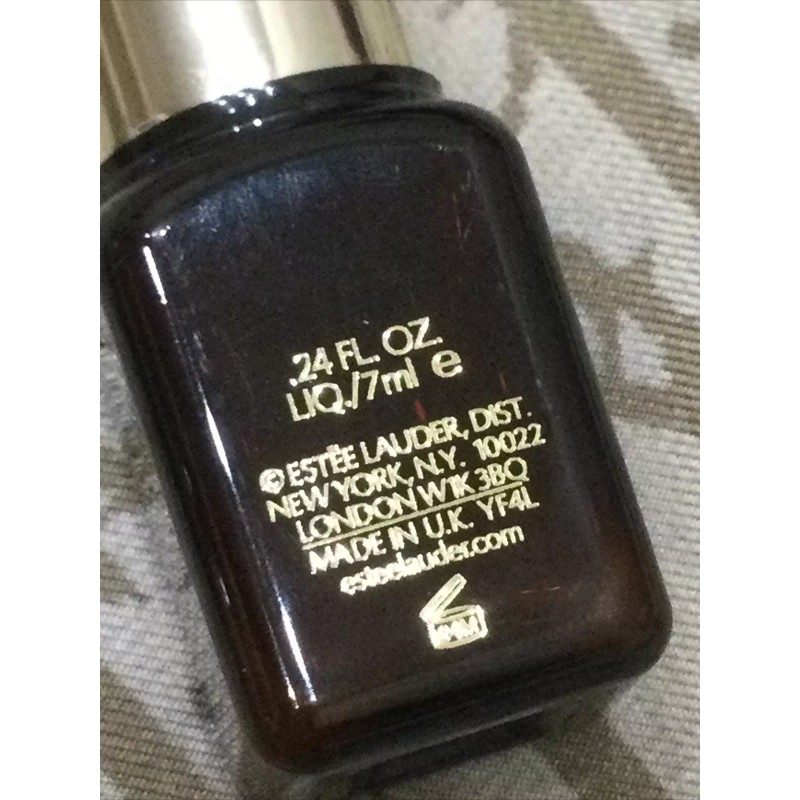 .24 FL. OZ.
LIQ./7ml e
© ESTĒE LAUDER, DIST.
NEW YORK, N.Y. 10022
LONDON W1K 3BQ
MADE IN U.K. YF4L
esteelauder.com
24M